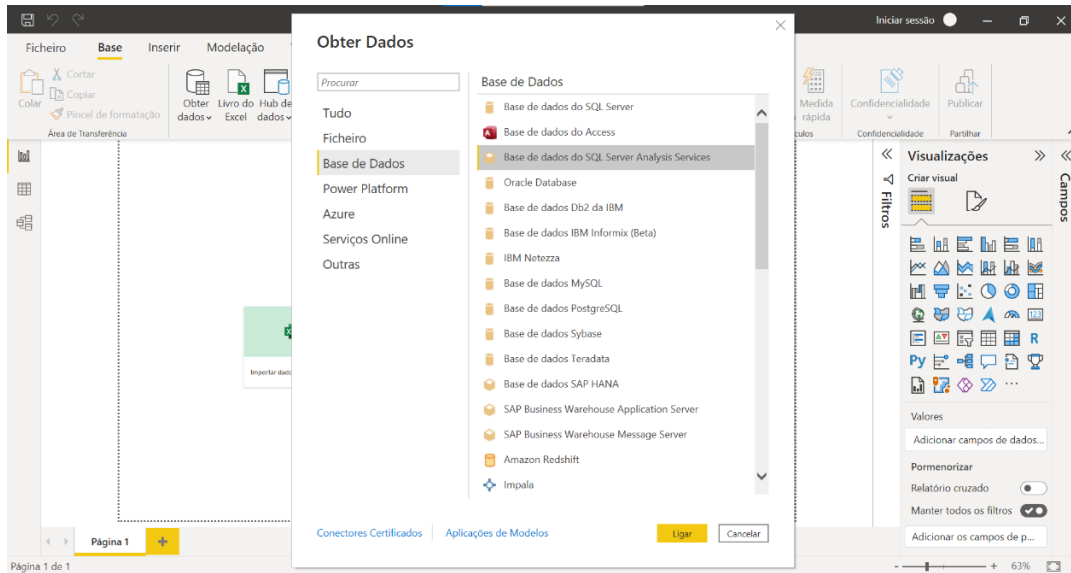 Iniciar sessão
Ficheiro Base Inserir Modelação
Colar
Cortar
Copiar
Pincel de formatação
Área de Transferência
Obter dados
Livro do Excel
Hub de dados
Medida rápida
culos
Confidencialidade
Confidencialidade
Publicar
Partilhar
Obter Dados
Procurar
Tudo
Ficheiro
Base de Dados
Power Platform
Azure
Serviços Online
Outras
Base de Dados
Base de dados do SQL Server
Base de dados do Access
Base de dados do SQL Server Analysis Services
Oracle Database
Base de dados Db2 da IBM
Base de dados IBM Informix (Beta)
IBM Netezza
Base de dados MySQL
Base de dados PostgreSQL
Base de dados Sybase
Base de dados Teradata
Base de dados SAP HANA
SAP Business Warehouse Application Server
SAP Business Warehouse Message Server
Amazon Redshift
Impala
Conectores Certificados
Aplicações de Modelos
Ligar
Cancelar
Importar dado
Filtros
Visualizações
Criar visual
123
R
Py
Valores
Adicionar campos de dados...
Pormenorizar
Relatório cruzado
Manter todos os filtros
Adicionar os campos de p...
Campos
Página 1
Página 1 de 1
63%